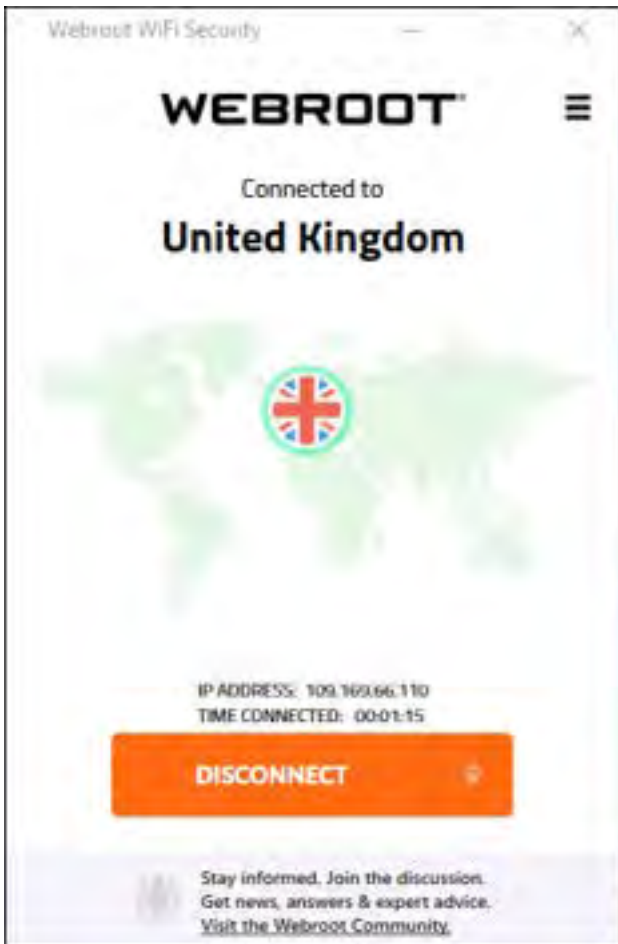 Webroot WiFi Security
WEBROOT
Connected to
United Kingdom
IP ADDRESS: 109.169.66.110
TIME CONNECTED: 00:01:15
DISCONNECT
Stay informed. Join the discussion.
Get news, answers & expert advice.
Visit the Webroot Community.